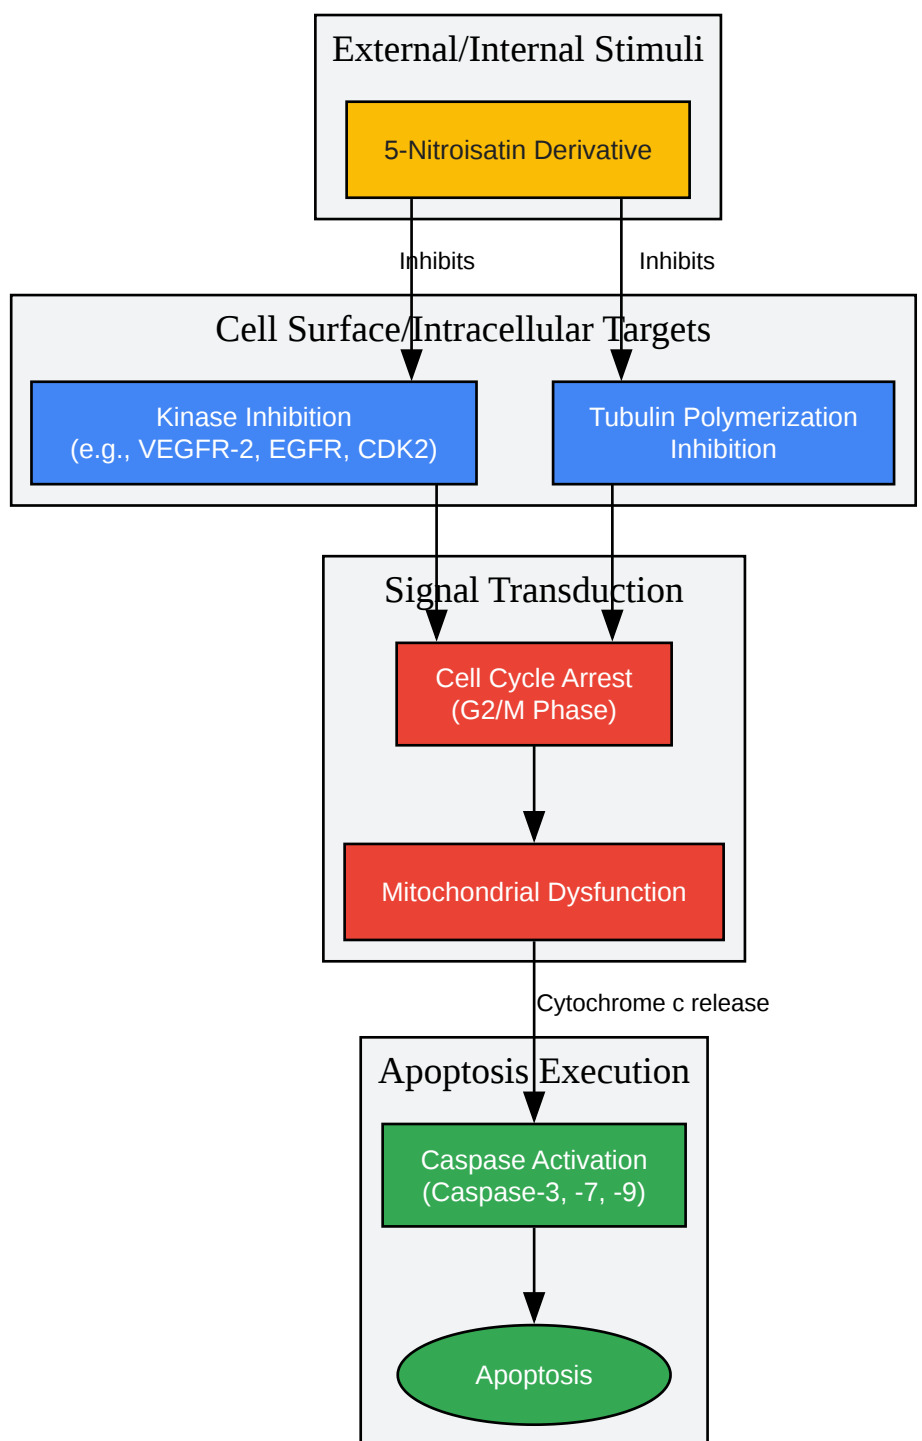 External/Internal Stimuli
5-Nitroisatin Derivative
Inhibits
Inhibits
Cell Surface/Intracellular Targets
Kinase Inhibition
(e.g., VEGFR-2, EGFR, CDK2)
Tubulin Polymerization
Inhibition
Signal Transduction
Cell Cycle Arrest
(G2/M Phase)
Mitochondrial Dysfunction
Cytochrome c release
Apoptosis Execution
Caspase Activation
(Caspase-3, -7, -9)
Apoptosis